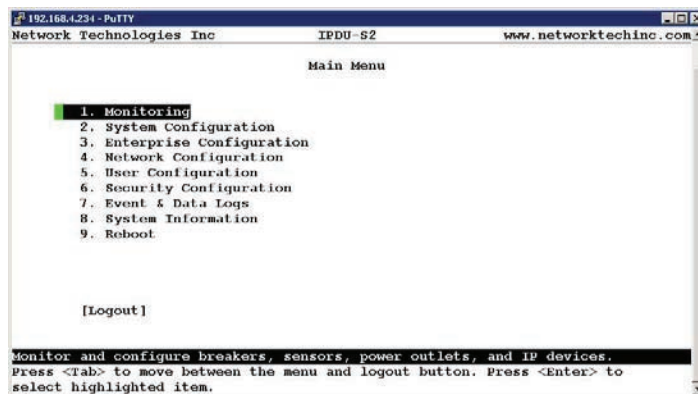 192.168.4.234 - PuTTY
Network Technologies Inc IPDU-S2 www.networktechinc.com
Main Menu
1. Monitoring
2. System Configuration
3. Enterprise Configuration
4. Network Configuration
5. User Configuration
6. Security Configuration
7. Event & Data Logs
8. System Information
9. Reboot
[Logout]
Monitor and configure breakers, sensors, power outlets, and IP devices.
Press <Tab> to move between the menu and logout button. Press <Enter> to
select highlighted item.